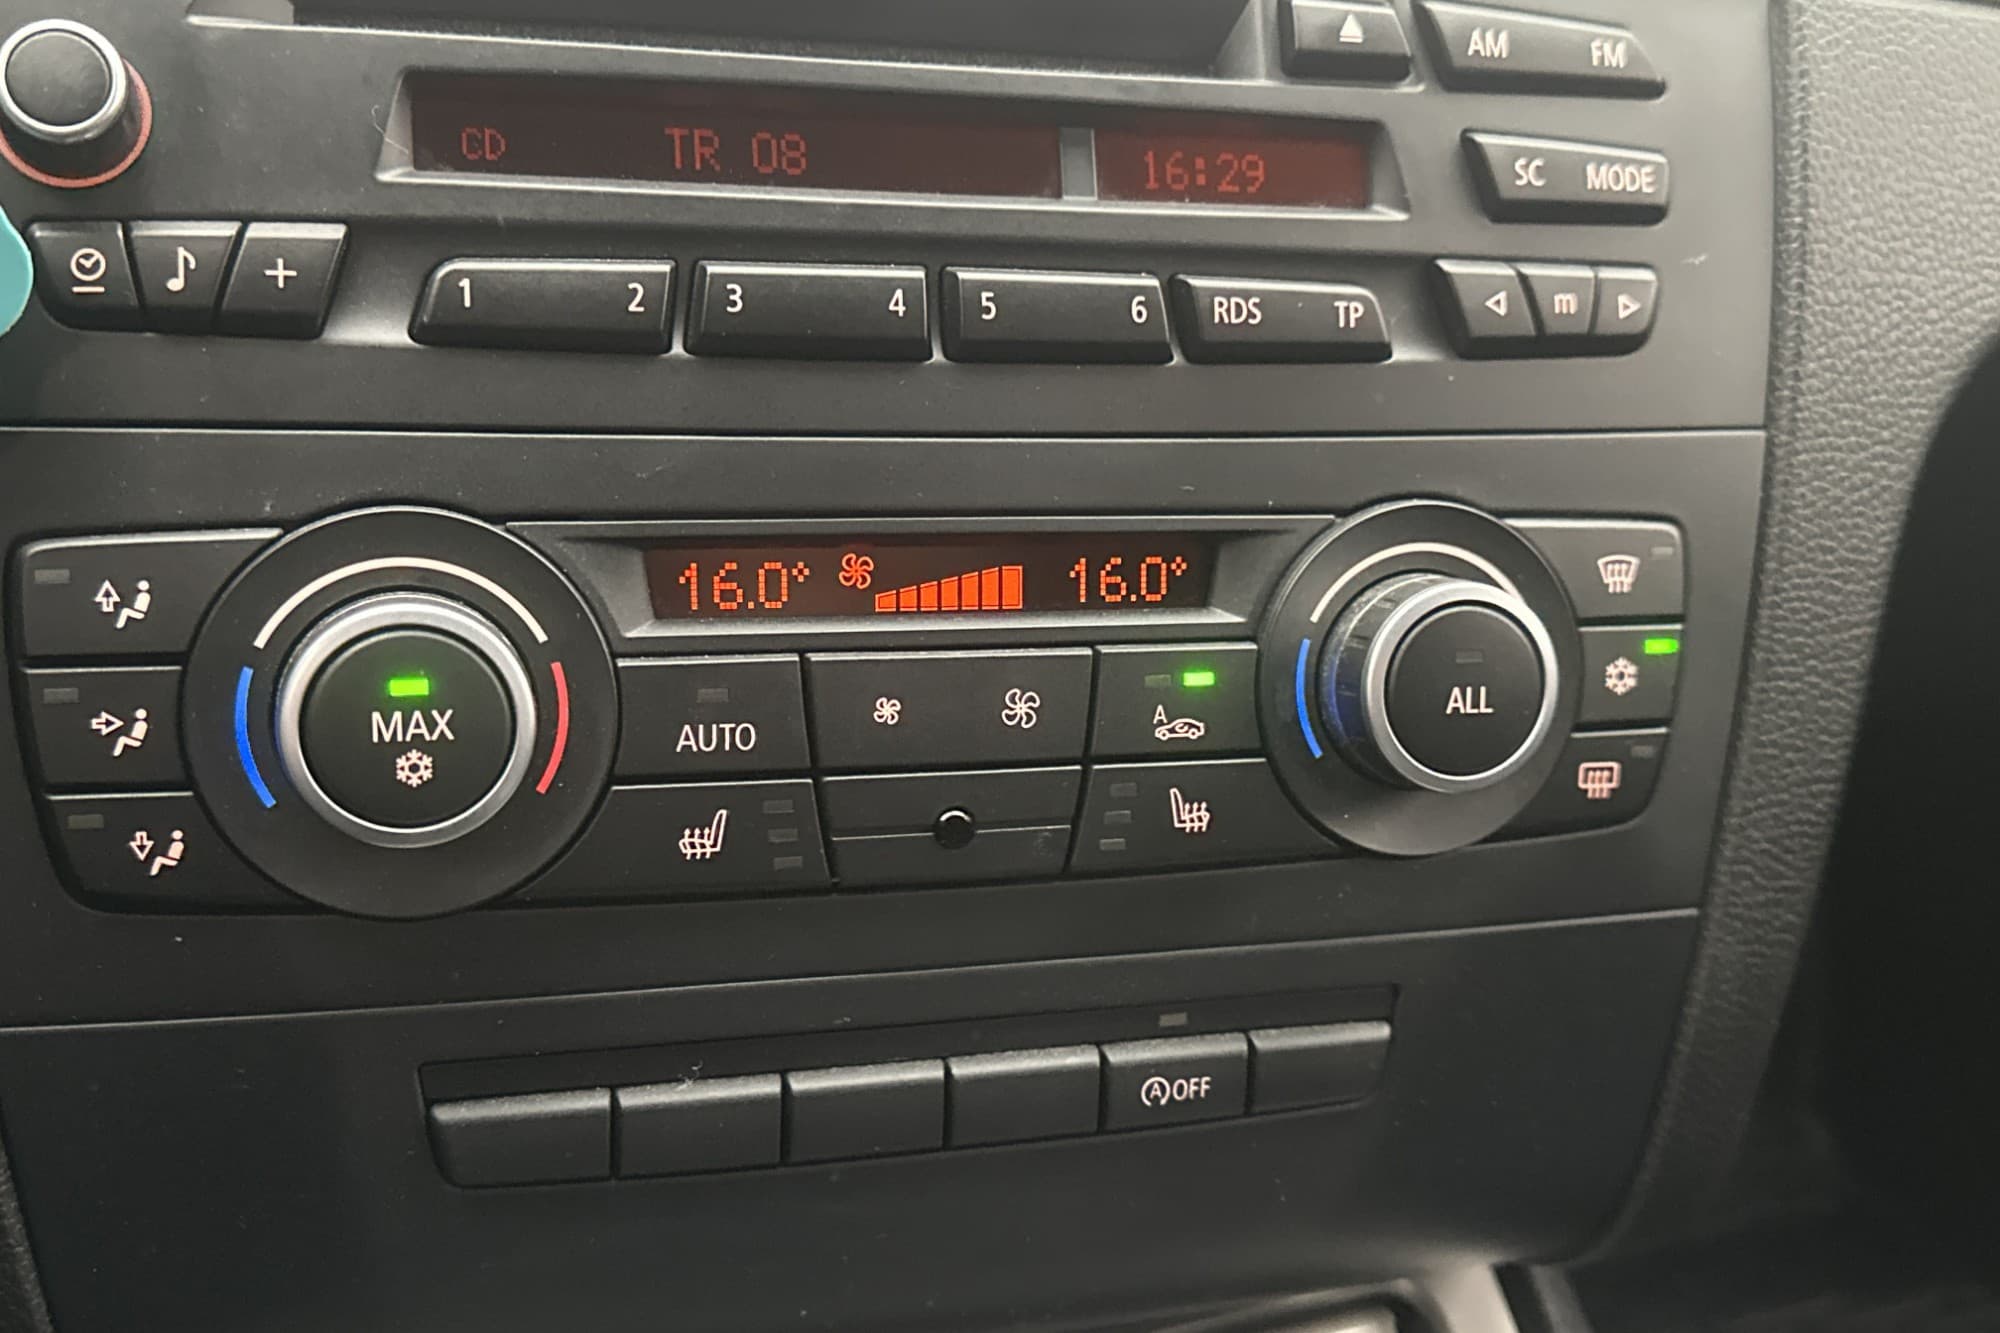 AM FM
CD TR 08 16:29
SC MODE
1 2 3 4 5 6 RDS TP m
16.0° 16.0°
MAX
AUTO
A
ALL
A OFF